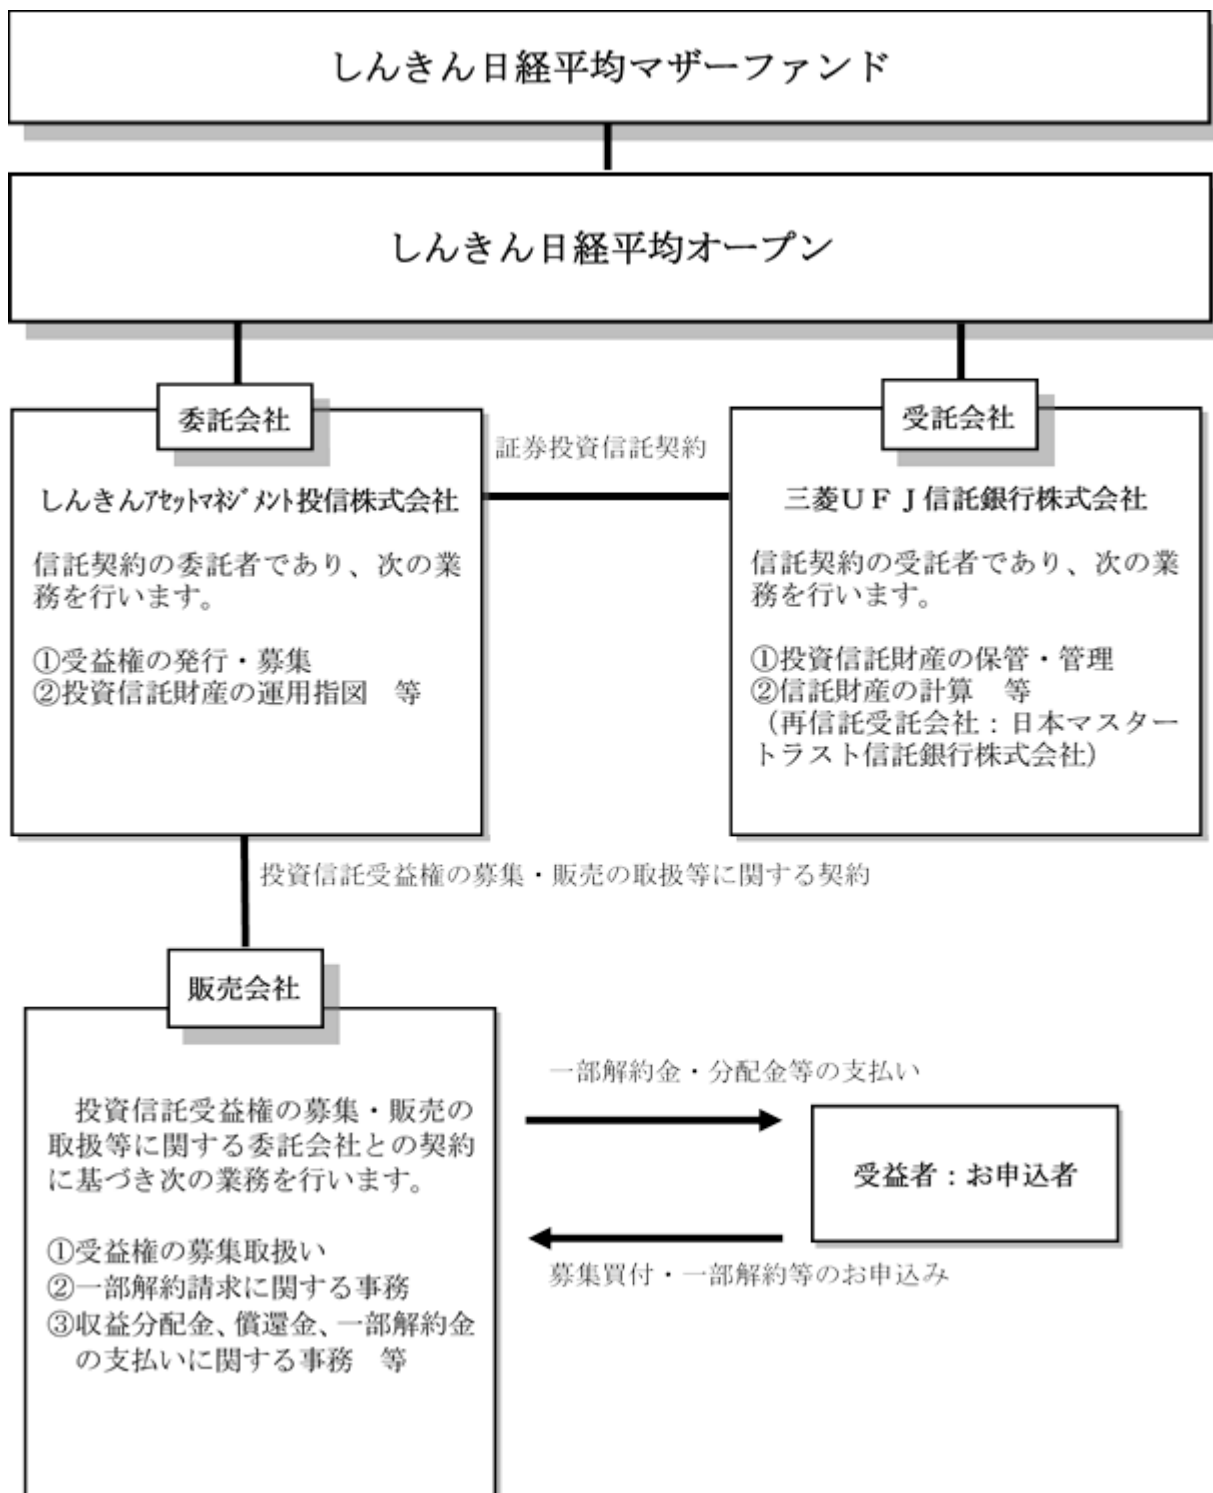 しんきん日経平均マザーファンド
しんきん日経平均オープン
委託会社
しんきんｱｾｯﾄﾏﾈｼﾞﾒﾝﾄ投信株式会社
信託契約の委託者であり、次の業
務を行います。
①受益権の発行・募集
②投資信託財産の運用指図　等
証券投資信託契約
受託会社
三菱ＵＦＪ信託銀行株式会社
信託契約の受託者であり、次の業
務を行います。
①投資信託財産の保管・管理
②信託財産の計算　等
（再信託受託会社：日本マスター
トラスト信託銀行株式会社）
投資信託受益権の募集・販売の取扱等に関する契約
販売会社
投資信託受益権の募集・販売の
取扱等に関する委託会社との契約
に基づき次の業務を行います。
①受益権の募集取扱い
②一部解約請求に関する事務
③収益分配金、償還金、一部解約金
の支払いに関する事務　等
一部解約金・分配金等の支払い
受益者：お申込者
募集買付・一部解約等のお申込み